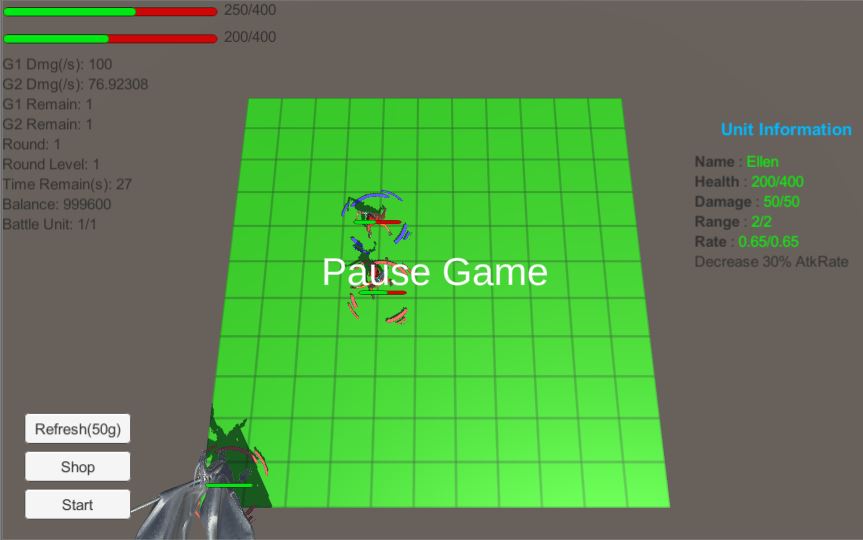 250/400
200/400
G1 Dmg(/s): 100
G2 Dmg(/s): 76.92308
G1 Remain: 1
G2 Remain: 1
Round: 1
Round Level: 1
Time Remain(s): 27
Balance: 999600
Battle Unit: 1/1
Unit Information
Name : Ellen
Health : 200/400
Damage : 50/50
Range : 2/2
Rate : 0.65/0.65
Decrease 30% AtkRate
Pause Game
Refresh(50g)
Shop
Start